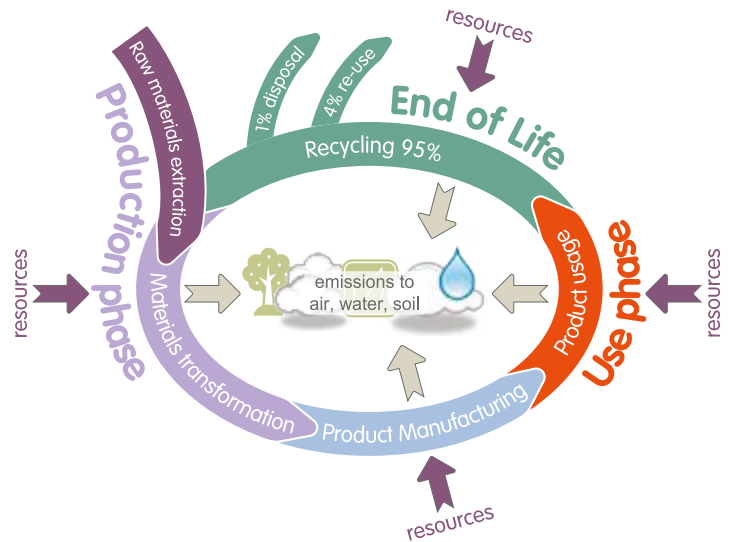 resources
Raw materials extraction
1% disposal
4% re-use
End of Life
Recycling 95%
Production phase
resources
Materials transformation
emissions to
air, water, soil
Product usage
Use phase
resources
Product Manufacturing
resources